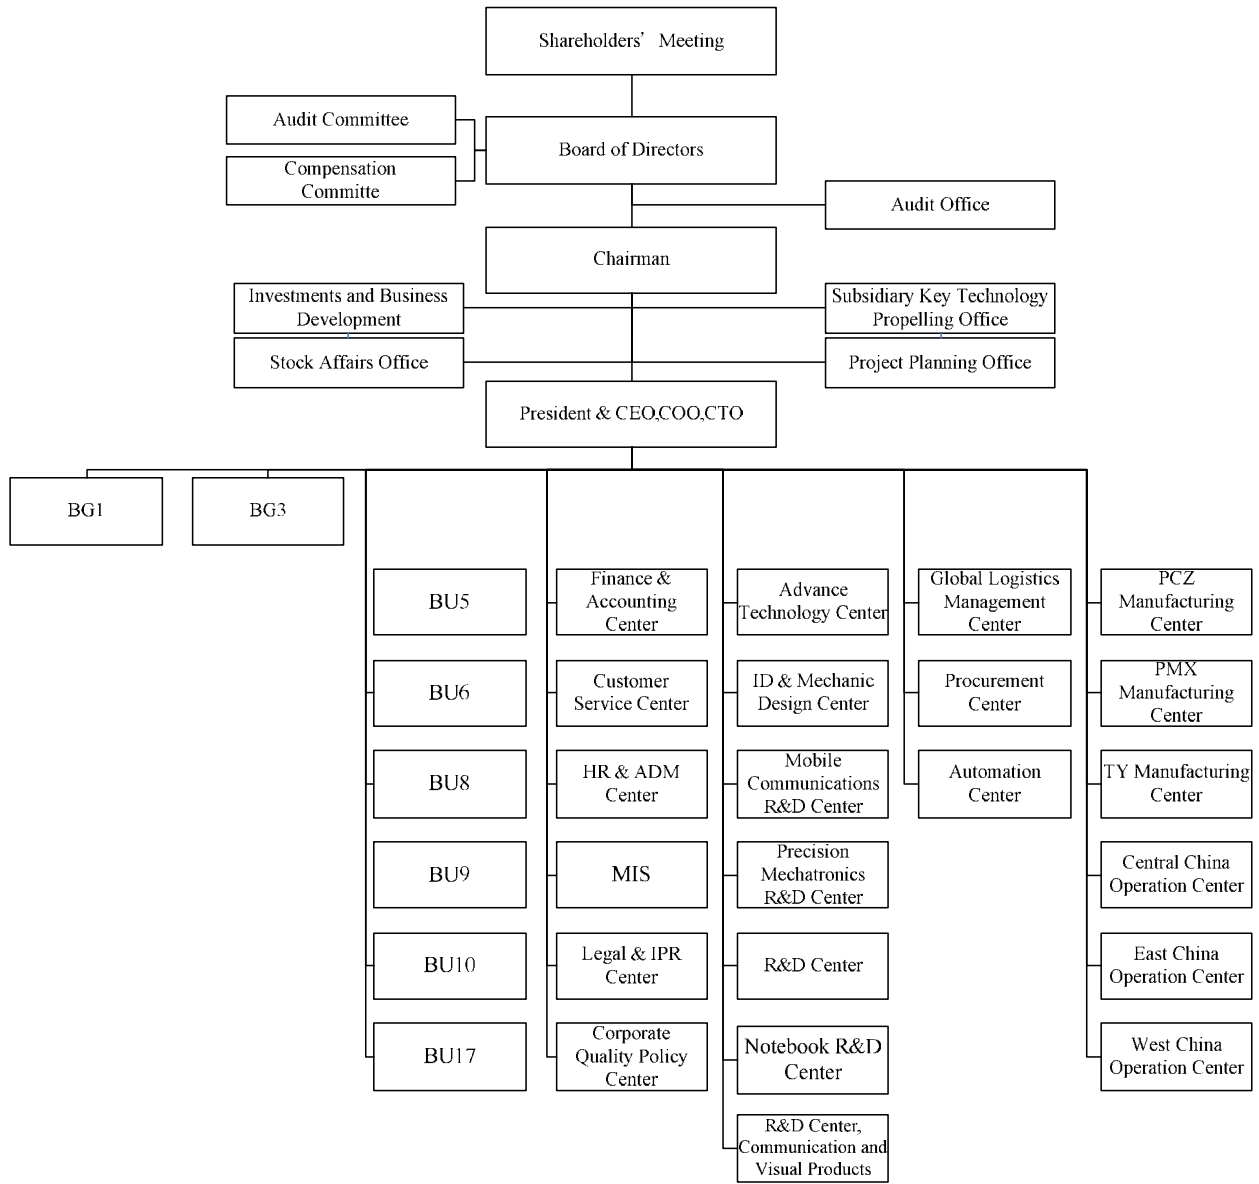 Shareholders’ Meeting
Audit Committee
Board of Directors
Compensation
Committe
Audit Office
Chairman
Investments and Business
Development
Subsidiary Key Technology
Propelling Office
Stock Affairs Office
Project Planning Office
President & CEO,COO,CTO
BG1
BG3
BU5
BU6
BU8
BU9
BU10
BU17
Finance &
Accounting
Center
Customer
Service Center
HR & ADM
Center
MIS
Legal & IPR
Center
Corporate
Quality Policy
Center
Advance
Technology Center
ID & Mechanic
Design Center
Mobile
Communications
R&D Center
Precision
Mechatronics
R&D Center
R&D Center
Notebook R&D
Center
R&D Center,
Communication and
Visual Products
Global Logistics
Management
Center
Procurement
Center
Automation
Center
PCZ
Manufacturing
Center
PMX
Manufacturing
Center
TY Manufacturing
Center
Central China
Operation Center
East China
Operation Center
West China
Operation Center